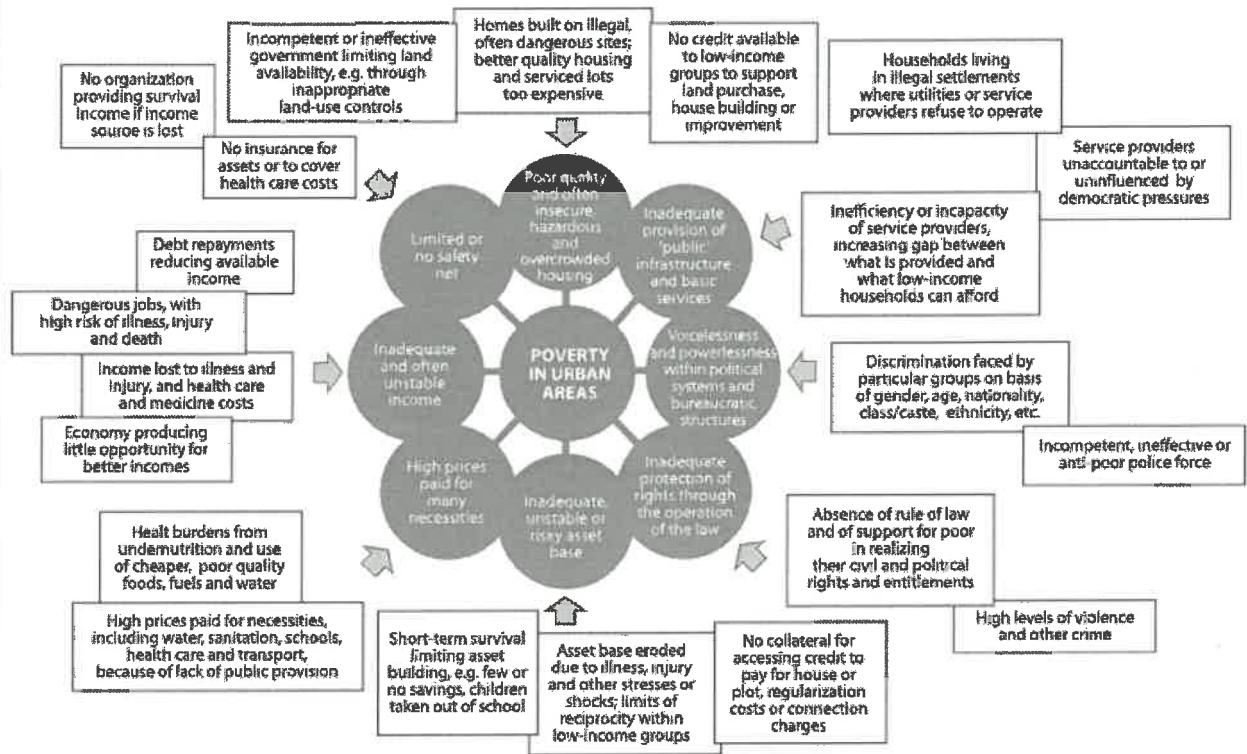 Homes built on illegal,
often dangerous sites;
better quality housing
and serviced lots
too expensive
Incompetent or ineffective
government limiting land
availability, e.g. through
inappropriate
land-use controls
No credit available
to low-income
groups to support
land purchase,
house building or
improvement
Households living
in illegal settlements
where utilities or service
providers refuse to operate
No organization
providing survival
income if income
source is lost
No insurance for
assets or to cover
health care costs
Service providers
unaccountable to or
uninfluenced by
democratic pressures
Inefficiency or incapacity
of service providers,
increasing gap between
what is provided and
what low-income
households can afford
Poor quality
and often
insecure,
hazardous
and
overcrowded
housing
Limited or
no safety
net
Inadequate
provision of
'public'
infrastructure
and basic
services
Debt repayments
reducing available
income
Dangerous jobs, with
high risk of illness, injury
and death
Income lost to illness and
injury, and health care
and medicine costs
Economy producing
little opportunity for
better incomes
Inadequate
and often
unstable
income
POVERTY
IN URBAN
AREAS
Voicelessness
and powerlessness
within political
systems and
bureaucratic
structures
Discrimination faced by
particular groups on basis
of gender, age, nationality,
class/caste, ethnicity, etc.
Incompetent, ineffective or
anti-poor police force
High prices
paid for
many
necessities
Inadequate,
unstable or
risky asset
base
Inadequate
protection of
rights through
the operation
of the law
Absence of rule of law
and of support for poor
in realizing
their civil and political
rights and entitlements
High levels of violence
and other crime
Healt burdens from
undernutrition and use
of cheaper, poor quality
foods, fuels and water
High prices paid for necessities,
including water, sanitation, schools,
health care and transport,
because of lack of public provision
Short-term survival
limiting asset
building, e.g. few or
no savings, children
taken out of school
Asset base eroded
due to illness, injury
and other stresses or
shocks; limits of
reciprocity within
low-income groups
No collateral for
accessing credit to
pay for house or
plot, regularization
costs or connection
charges